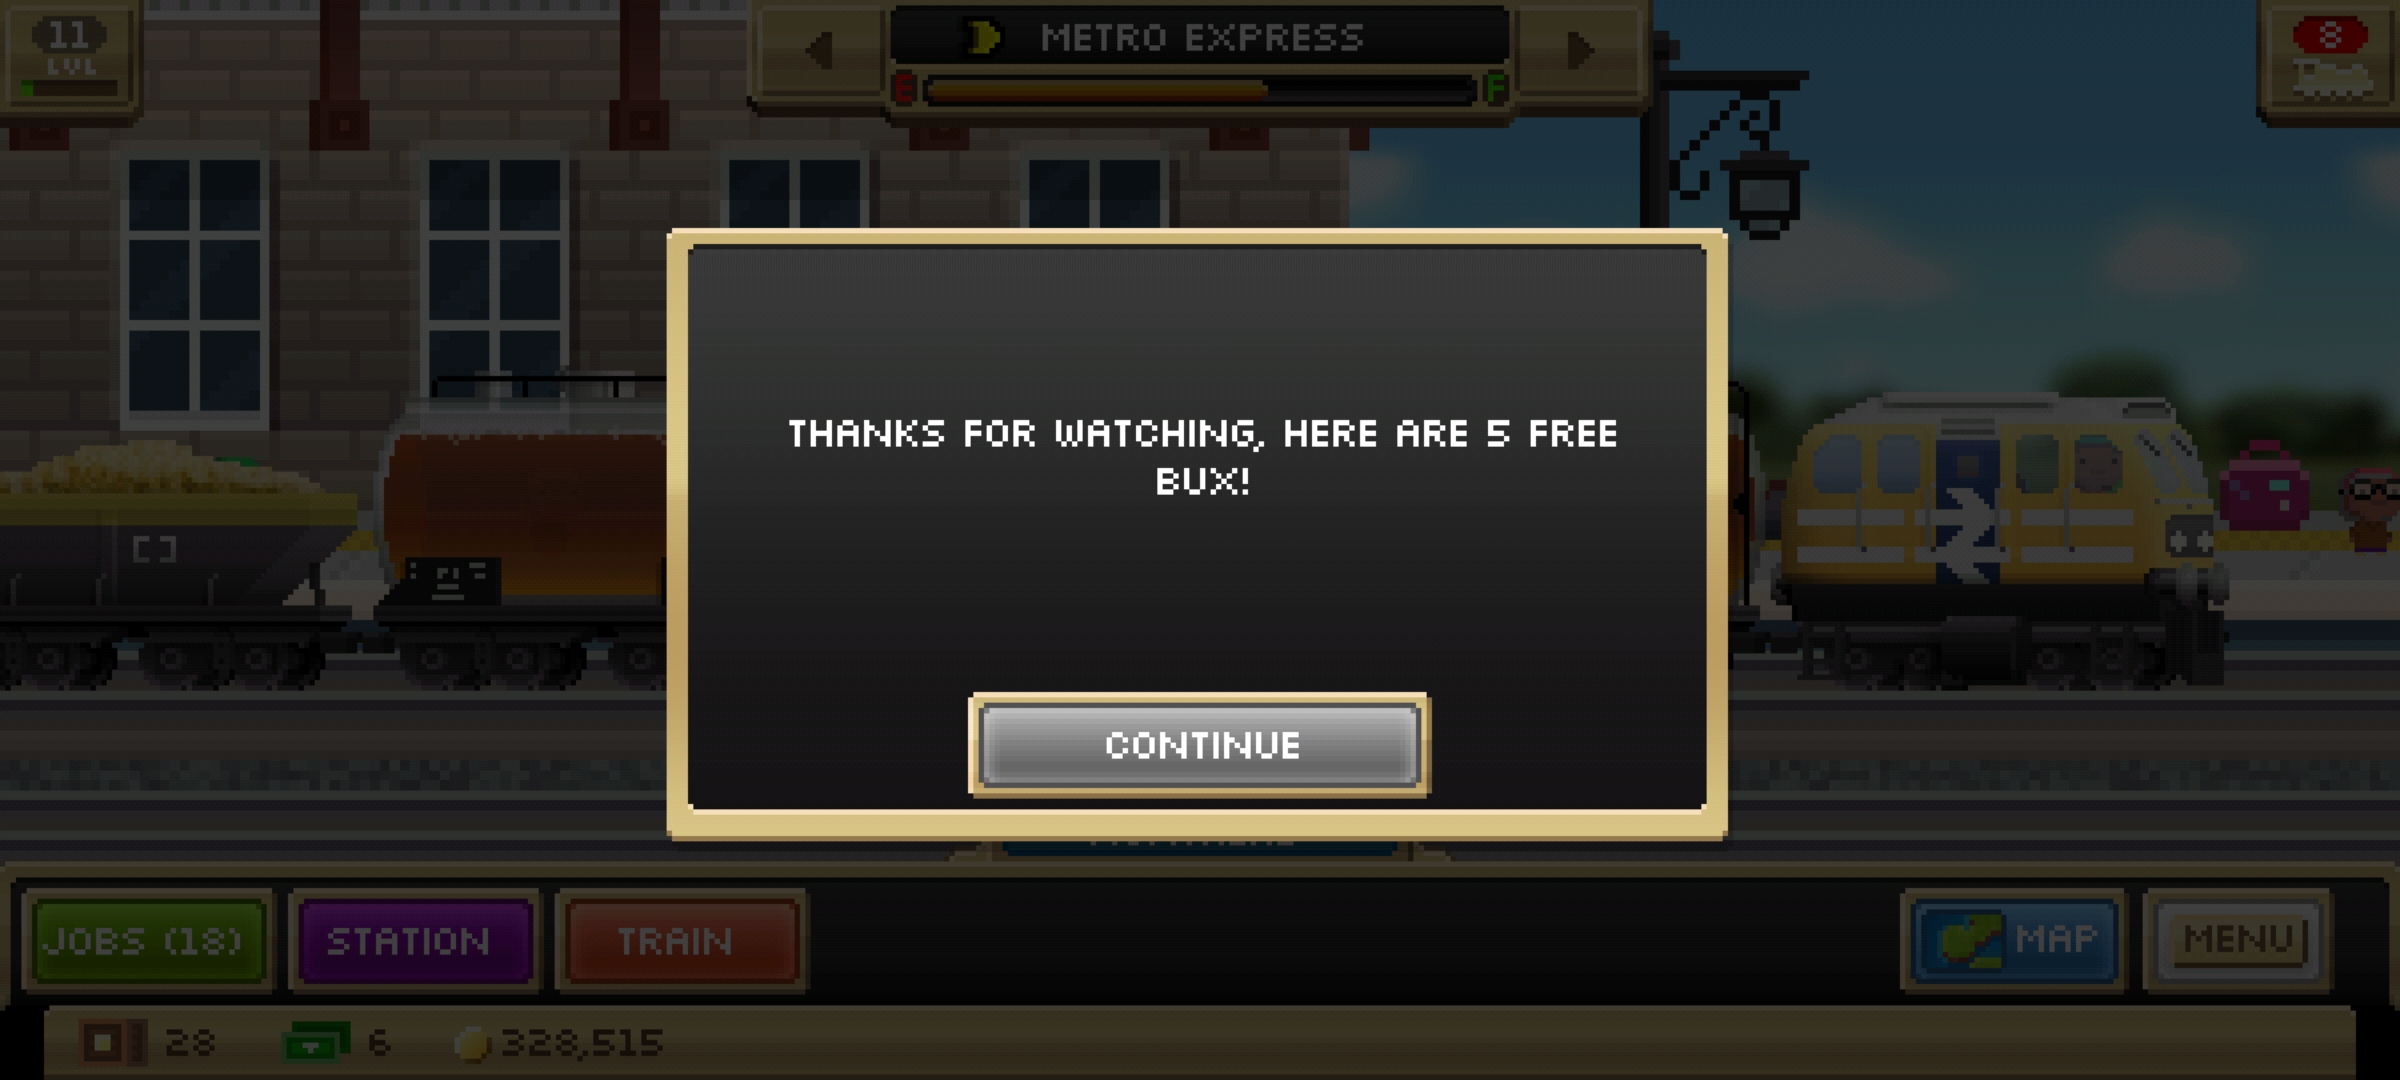 11
LVL
METRO EXPRESS
E
F
8
THANKS FOR WATCHING, HERE ARE 5 FREE
BUX!
CONTINUE
JOBS (18)
STATION
TRAIN
MAP
MENU
28
6
328,515